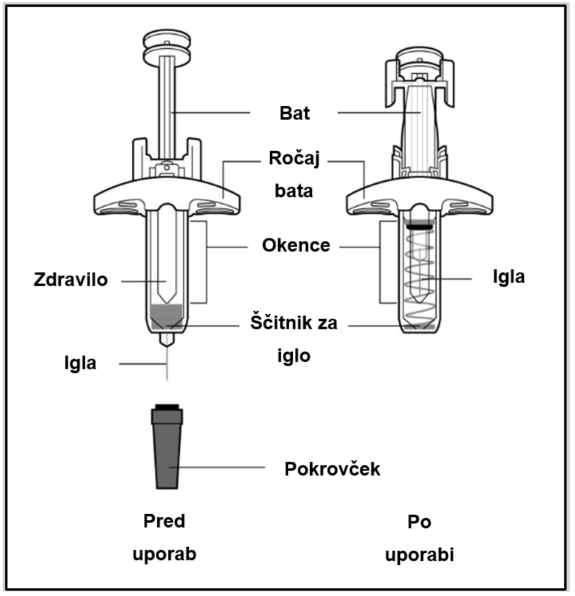 Bat
Ročaj
bata
Okence
Zdravilo
Igla
Ščitnik za
iglo
Igla
Pokrovček
Pred
uporab
Po
uporabi